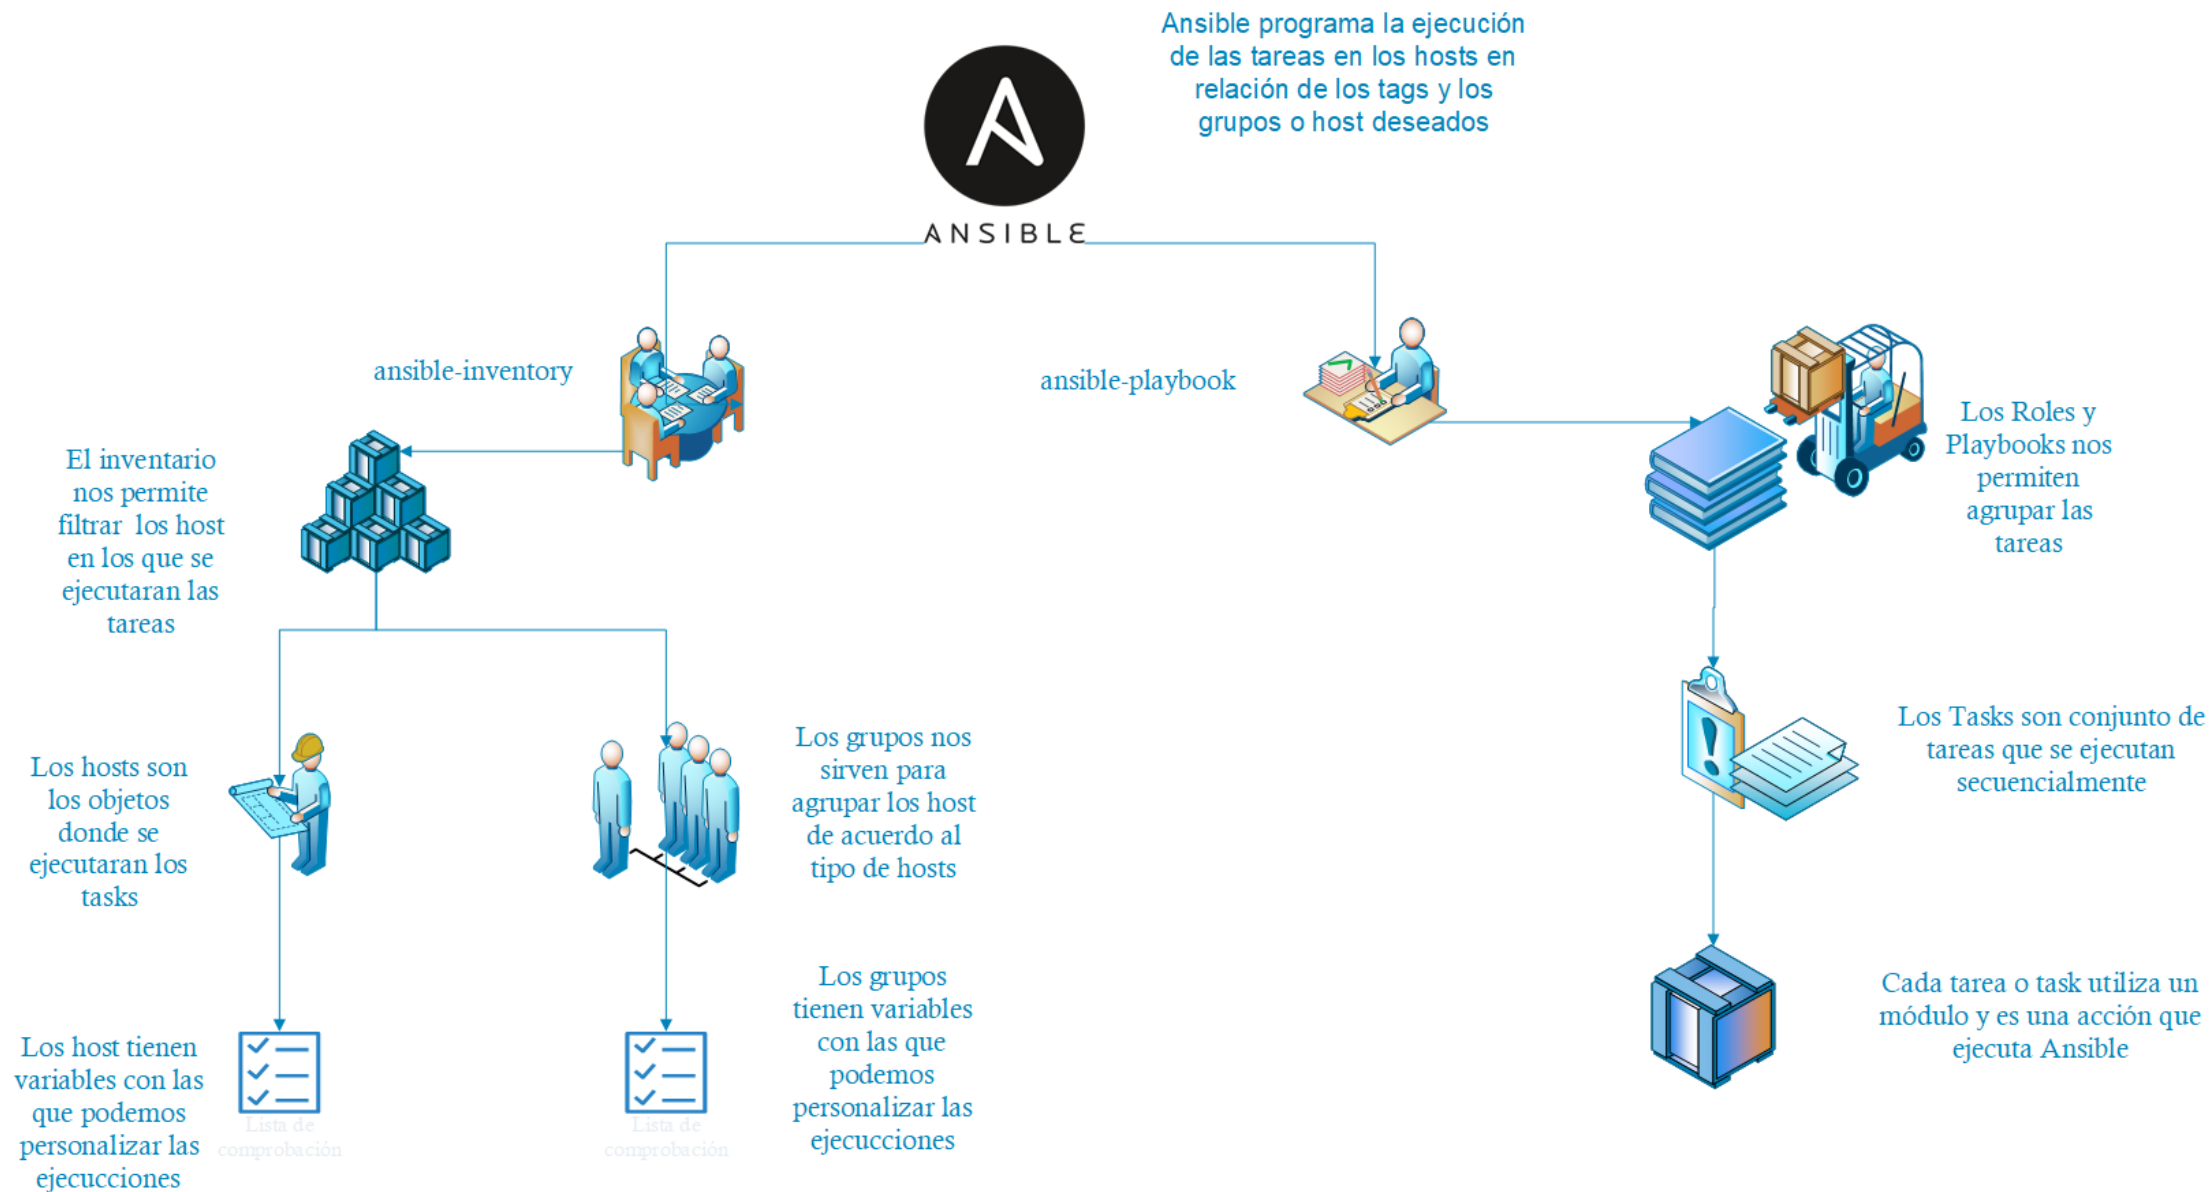 Ansible programa la ejecución
de las tareas en los hosts en
relación de los tags y los
grupos o host deseados
ANSIBLE
ansible-inventory
ansible-playbook
El inventario
nos permite
filtrar los host
en los que se
ejecutaran las
tareas
Los Roles y
Playbooks nos
permiten
agrupar las
tareas
Los hosts son
los objetos
donde se
ejecutaran los
tasks
Los grupos nos
sirven para
agrupar los host
de acuerdo al
tipo de hosts
Los Tasks son conjunto de
tareas que se ejecutan
secuencialmente
Los host tienen
variables con las
que podemos
personalizar las
ejecucciones
Lista de
comprobación
Lista de
comprobación
Los grupos
tienen variables
con las que
podemos
personalizar las
ejecucciones
Cada tarea o task utiliza un
módulo y es una acción que
ejecuta Ansible